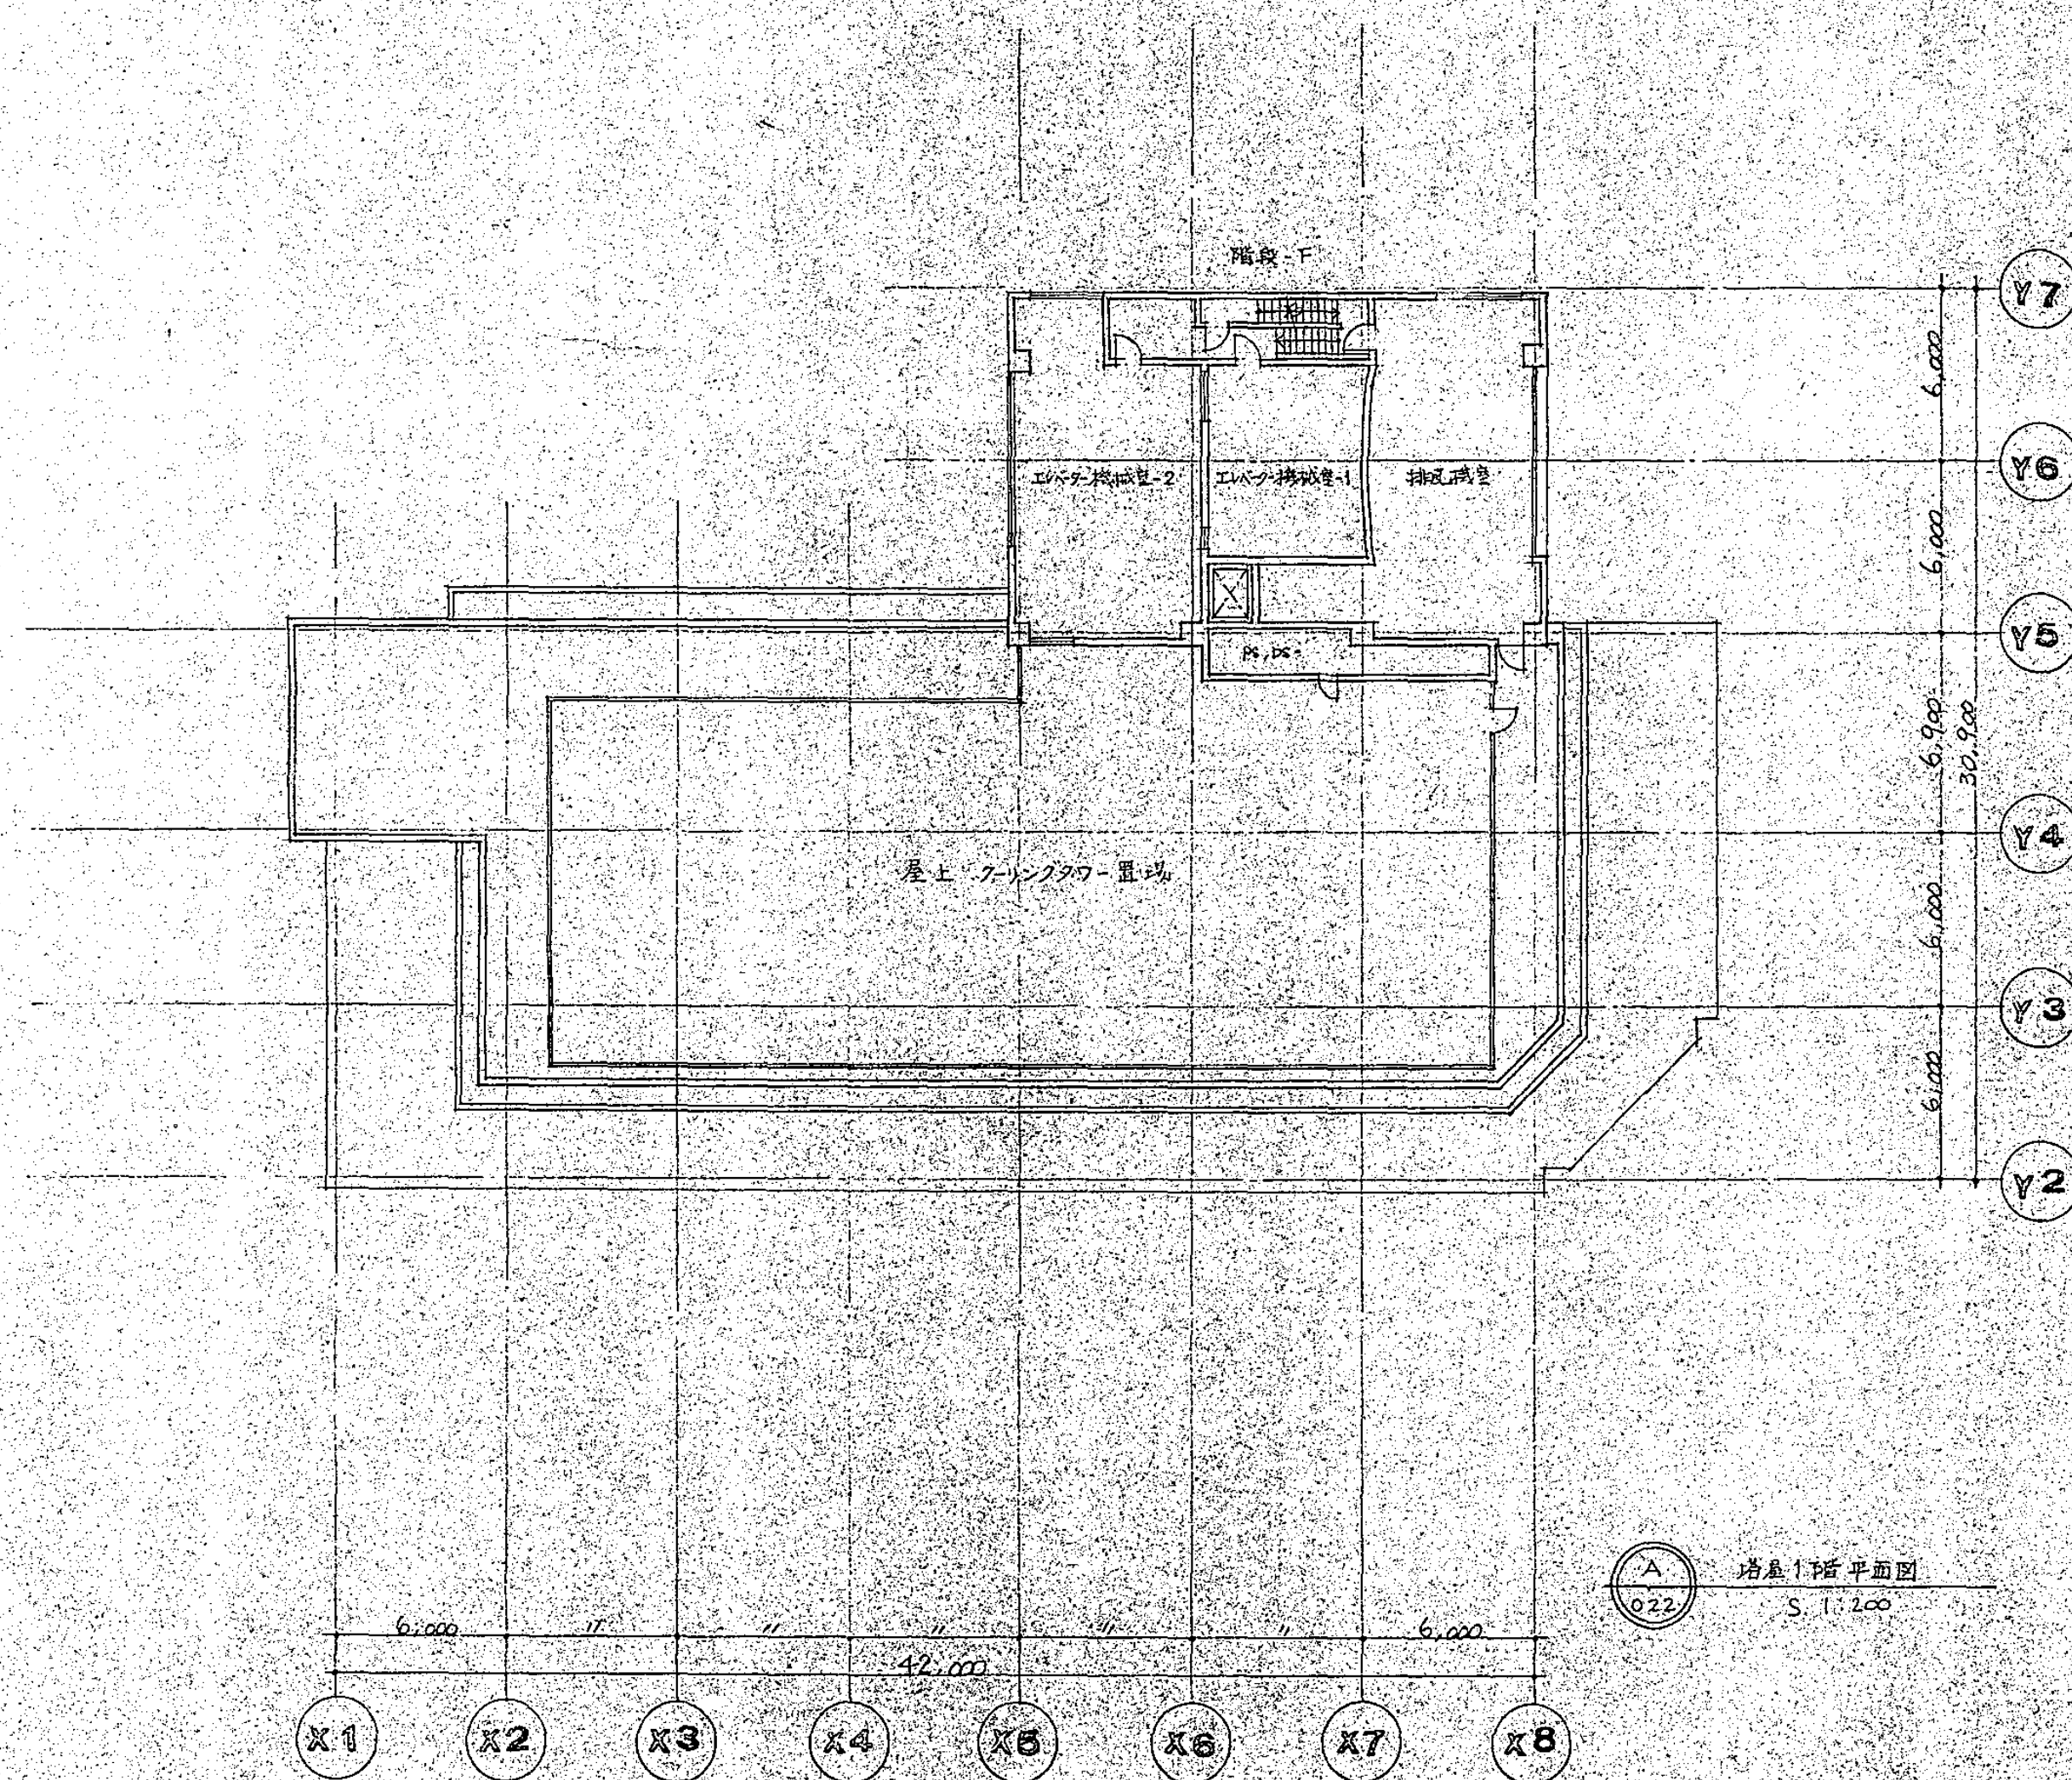 階段-F
Y7
6,000
Y6
エレベーター機械室-2
エレベーター機械室-1
排風機室
6,000
Y5
PS,DS
6,900
30,900
Y4
屋上 クーリングタワー置場
6,000
Y3
6,000
Y2
A
022
塔屋1階平面図
S 1:200
6,000 〃 〃 〃 〃 〃 6,000
42,000
X1 X2 X3 X4 X5 X6 X7 X8